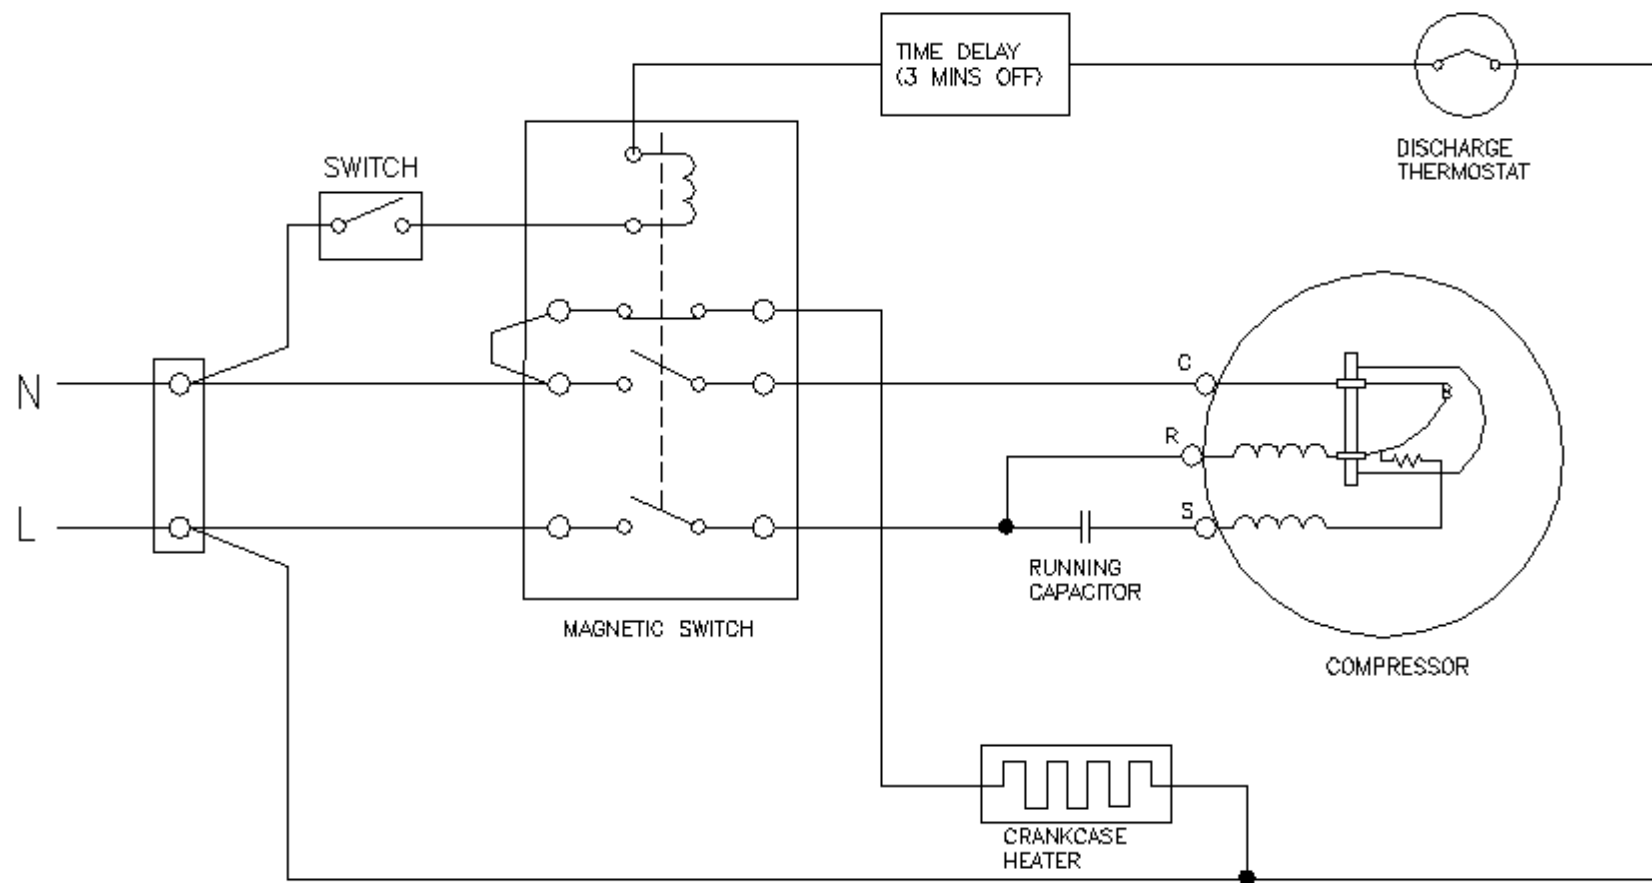 TIME DELAY
(3 MINS OFF)
DISCHARGE
THERMOSTAT
SWITCH
N
L
C
R
S
RUNNING
CAPACITOR
MAGNETIC SWITCH
COMPRESSOR
CRANKCASE
HEATER